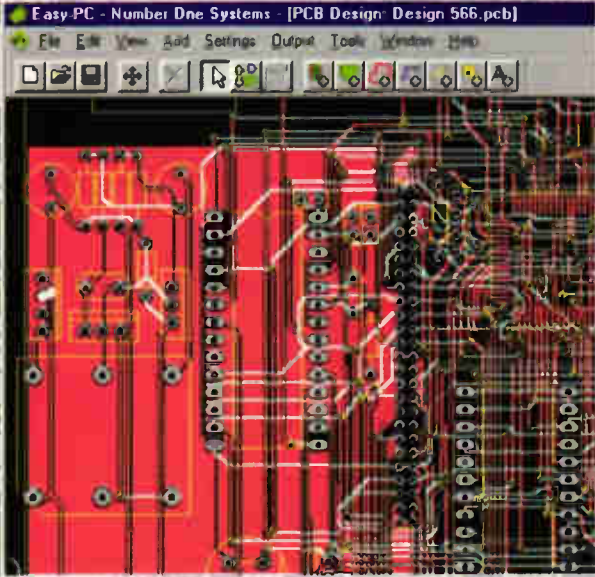 Easy-PC - Number One Systems - [PCB Design: Design 566.pcb]
File Edit View Add Settings Output Tools Window Help